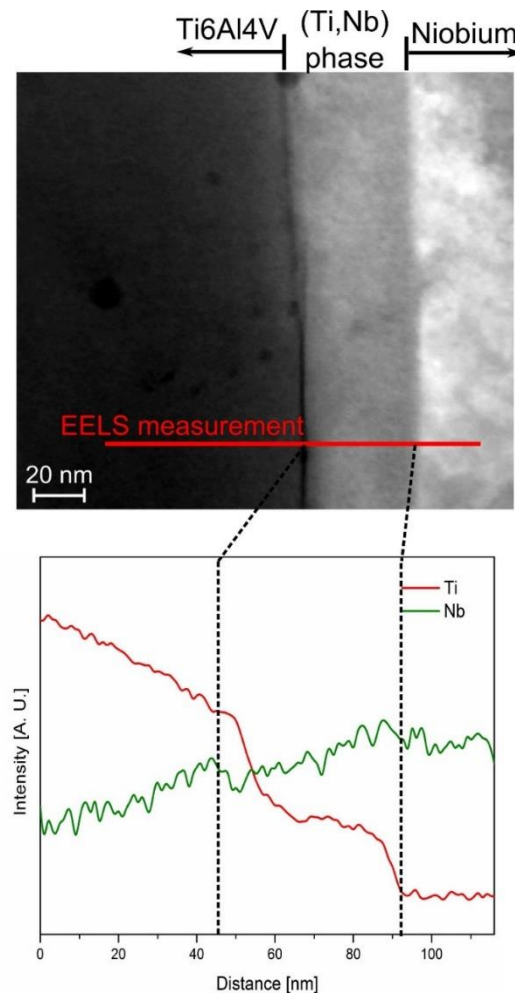 Ti6Al4V
(Ti,Nb)
phase
Niobium
EELS measurement
20 nm
Ti
Nb
Intensity [A. U.]
0
20
40
60
80
100
Distance [nm]